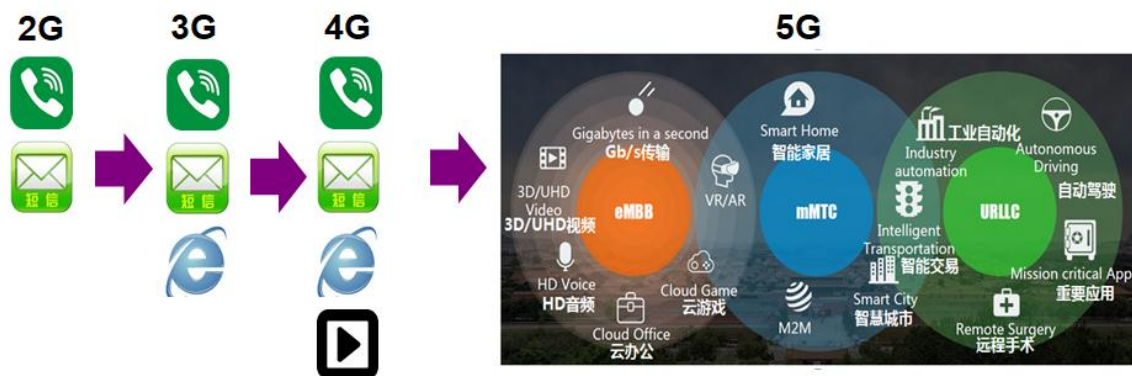 2G
3G
4G
5G
短信
短信
短信
Gigabytes in a second
Gb/s传输
3D/UHD
Video
3D/UHD视频
HD Voice
HD音频
eMBB
VR/AR
Cloud Game
云游戏
Cloud Office
云办公
Smart Home
智能家居
mMTC
M2M
Smart City
智慧城市
工业自动化
Industry
automation
Intelligent
Transportation
智能交易
URLLC
Autonomous
Driving
自动驾驶
Mission critical App
重要应用
Remote Surgery
远程手术